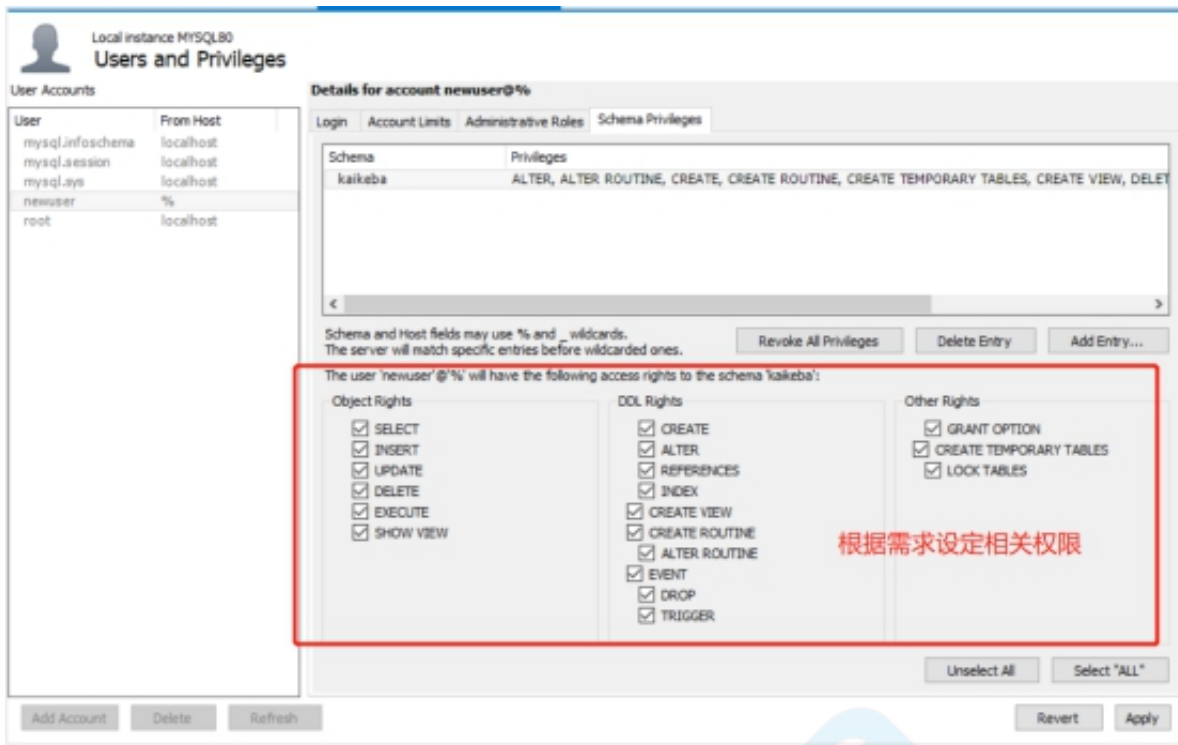 Local instance MYSQL80
Users and Privileges
User Accounts
User From Host
mysql.infoschema localhost
mysql.session localhost
mysql.sys localhost
newuser %
root localhost
Details for account newuser@%
Login Account Limits Administrative Roles Schema Privileges
Schema Privileges
kaikeba ALTER, ALTER ROUTINE, CREATE, CREATE ROUTINE, CREATE TEMPORARY TABLES, CREATE VIEW, DELET
Schema and Host fields may use % and _ wildcards.
The server will match specific entries before wildcarded ones.
Revoke All Privileges Delete Entry Add Entry...
The user 'newuser'@'%' will have the following access rights to the schema 'kaikeba':
Object Rights
SELECT
INSERT
UPDATE
DELETE
EXECUTE
SHOW VIEW
DDL Rights
CREATE
ALTER
REFERENCES
INDEX
CREATE VIEW
CREATE ROUTINE
ALTER ROUTINE
EVENT
DROP
TRIGGER
Other Rights
GRANT OPTION
CREATE TEMPORARY TABLES
LOCK TABLES
根据需求设定相关权限
Unselect All Select "ALL"
Add Account Delete Refresh Revert Apply